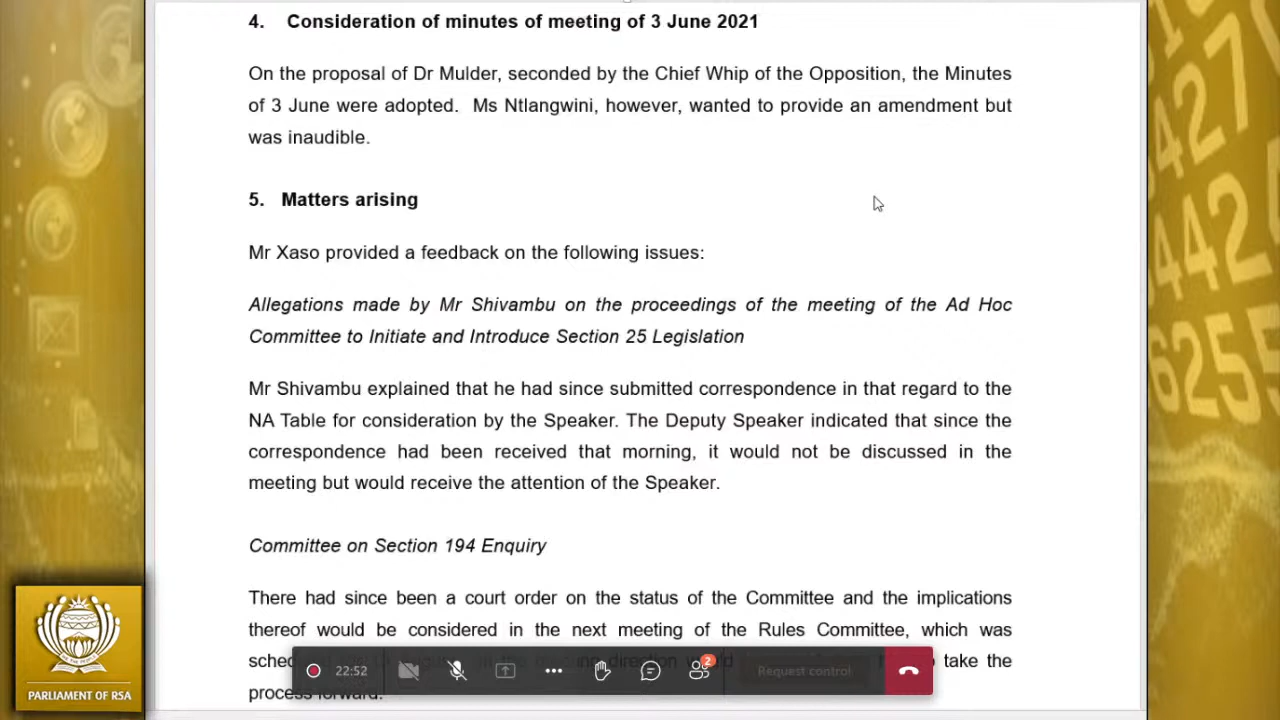 4. Consideration of minutes of meeting of 3 June 2021
On the proposal of Dr Mulder, seconded by the Chief Whip of the Opposition, the Minutes
of 3 June were adopted. Ms Ntlangwini, however, wanted to provide an amendment but
was inaudible.
5. Matters arising
Mr Xaso provided a feedback on the following issues:
Allegations made by Mr Shivambu on the proceedings of the meeting of the Ad Hoc
Committee to Initiate and Introduce Section 25 Legislation
Mr Shivambu explained that he had since submitted correspondence in that regard to the
NA Table for consideration by the Speaker. The Deputy Speaker indicated that since the
correspondence had been received that morning, it would not be discussed in the
meeting but would receive the attention of the Speaker.
Committee on Section 194 Enquiry
There had since been a court order on the status of the Committee and the implications
thereof would be considered in the next meeting of the Rules Committee, which was
take the
process forward.
22:52
2
Request control
PARLIAMENT OF RSA
442
6255